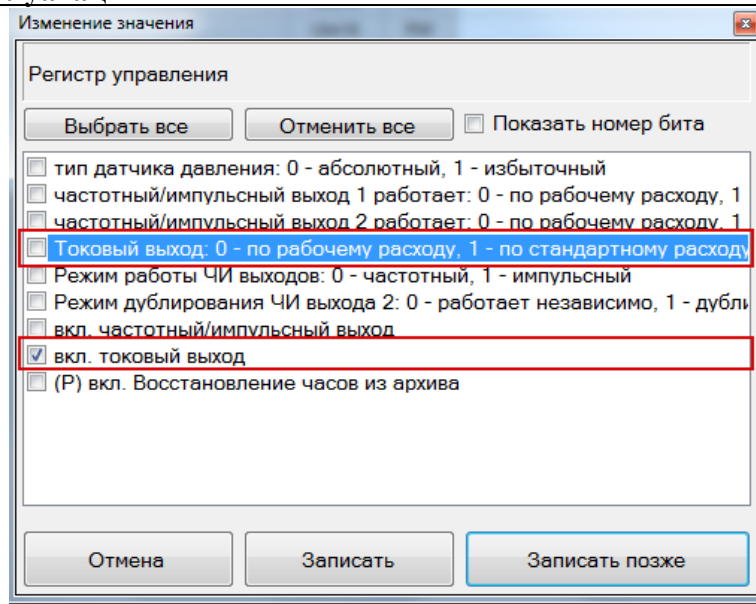 Изменение значения
Регистр управления
Выбрать все Отменить все Показать номер бита
тип датчика давления: 0 - абсолютный, 1 - избыточный
частотный/импульсный выход 1 работает: 0 - по рабочему расходу, 1
частотный/импульсный выход 2 работает: 0 - по рабочему расходу, 1
Токовый выход: 0 - по рабочему расходу, 1 - по стандартному расходу
Режим работы ЧИ выходов: 0 - частотный, 1 - импульсный
Режим дублирования ЧИ выхода 2: 0 - работает независимо, 1 - дубли
вкл. частотный/импульсный выход
вкл. токовый выход
(Р) вкл. Восстановление часов из архива
Отмена Записать Записать позже